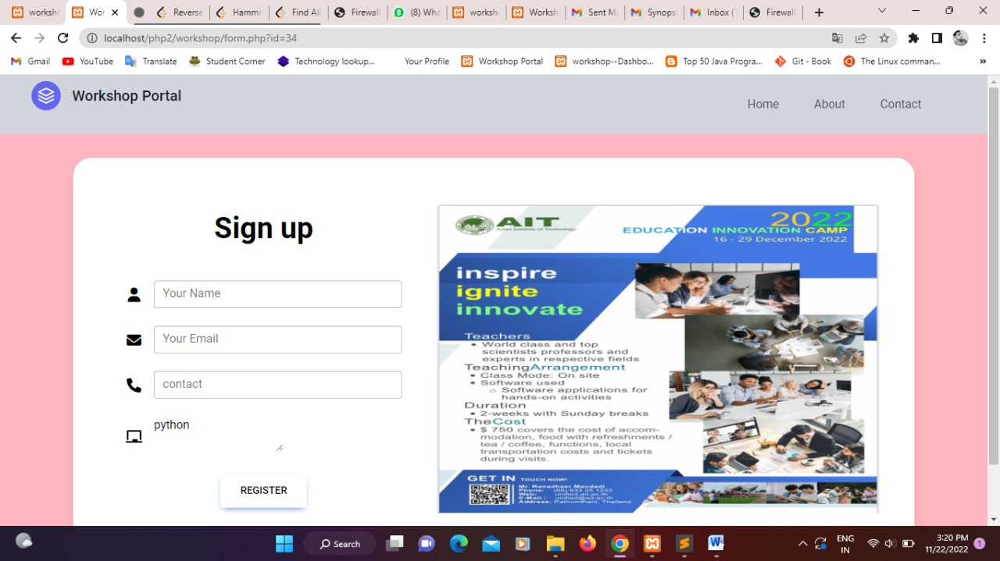 worksho
Wor
Reverse
Hammin
Find All
Firewall
(8) Wha
worksho
Worksh
Sent M
Synopsi
Inbox (1
Firewall
localhost/php2/workshop/form.php?id=34
Gmail
YouTube
Translate
Student Corner
Technology lookup...
Your Profile
Workshop Portal
workshop--Dashbo...
Top 50 Java Progra...
Git - Book
The Linux comman...
»
Workshop Portal
Home
About
Contact
Sign up
Your Name
Your Email
contact
python
REGISTER
AIT
Asian Institute of Technology
2022
EDUCATION INNOVATION CAMP
16 - 29 December 2022
inspire
ignite
innovate
Teachers
• World class and top
scientists professors and
experts in respective fields
TeachingArrangement
• Class Mode: On site
• Software used
○ Software applications for
hands-on activities
Duration
• 2-weeks with Sunday breaks
TheCost
• $ 750 covers the cost of accom-
modation, food with refreshments /
tea / coffee, functions, local
transportation costs and tickets
during visits.
GET IN TOUCH NOW!
Mr. Ranadheer Mandadi
Phone: (66) 633 35 1233
Web: unified.ait.ac.th
E-Mail : unified@ait.ac.th
Address: Pathumthani, Thailand
Search
ENG
IN
3:20 PM
11/22/2022
1